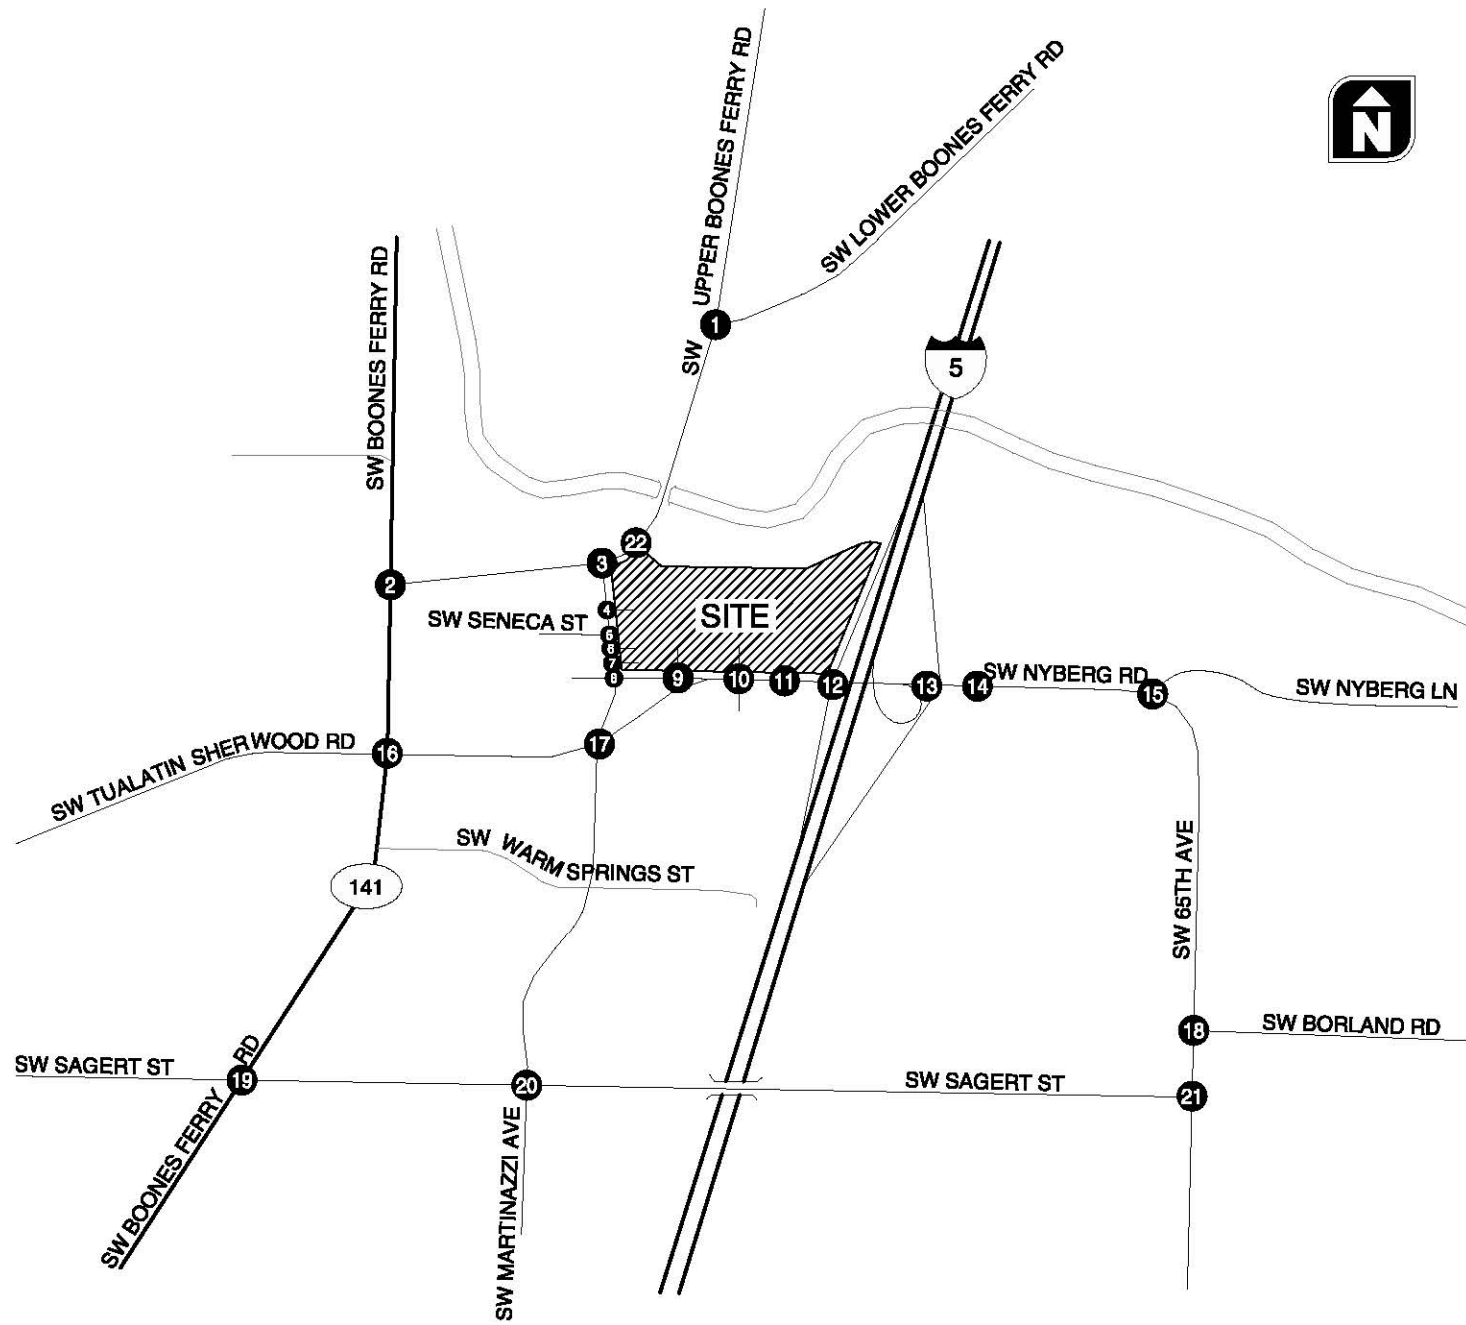 UPPER BOONES FERRY RD
SW
SW LOWER BOONES FERRY RD
N
SW BOONES FERRY RD
1
5
22
3
2
4
SW SENECA ST
SITE
6
7
8
9
10
11
12
13
14
SW NYBERG RD
15
SW NYBERG LN
SW TUALATIN SHERWOOD RD
16
17
SW WARM SPRINGS ST
141
SW 65TH AVE
18
SW BORLAND RD
SW SAGERT ST
19
SW BOONES FERRY RD
20
SW SAGERT ST
21
SW MARTINAZZI AVE